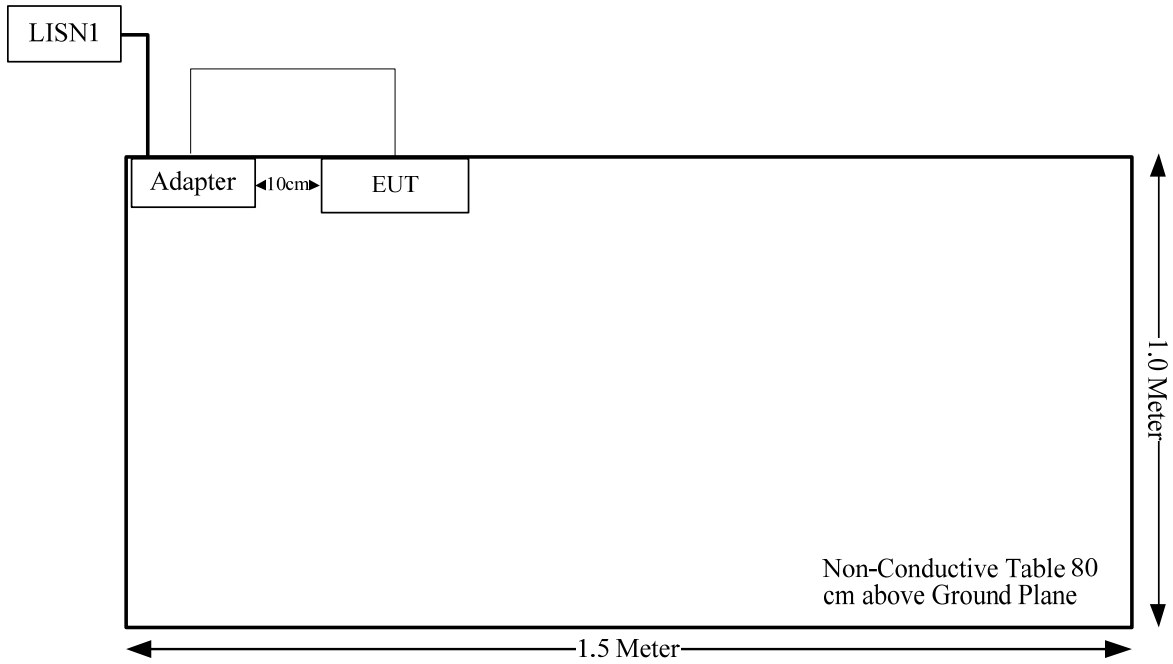 LISN1
Adapter
10cm
EUT
1.0 Meter
Non-Conductive Table 80
cm above Ground Plane
1.5 Meter